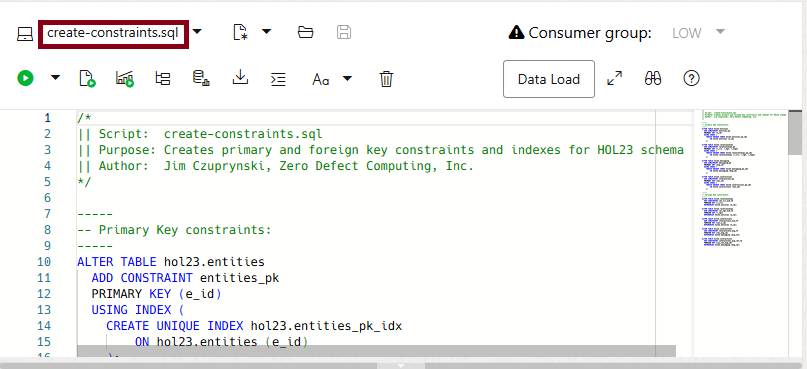 create-constraints.sql
Consumer group: LOW
Aa
Data Load
1 /*
2 || Script:  create-constraints.sql
3 || Purpose: Creates primary and foreign key constraints and indexes for HOL23 schema
4 || Author:  Jim Czuprynski, Zero Defect Computing, Inc.
5 */
6
7 -----
8 -- Primary Key constraints:
9 -----
10 ALTER TABLE hol23.entities
11   ADD CONSTRAINT entities_pk
12   PRIMARY KEY (e_id)
13   USING INDEX (
14     CREATE UNIQUE INDEX hol23.entities_pk_idx
15         ON hol23.entities (e_id)
16     );